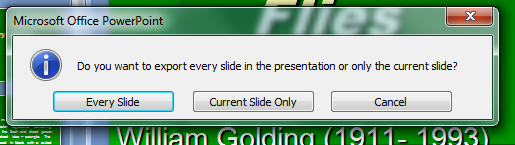 Flies
Microsoft Office PowerPoint
Do you want to export every slide in the presentation or only the current slide?
Every Slide
Current Slide Only
Cancel
William Golding (1911- 1993)